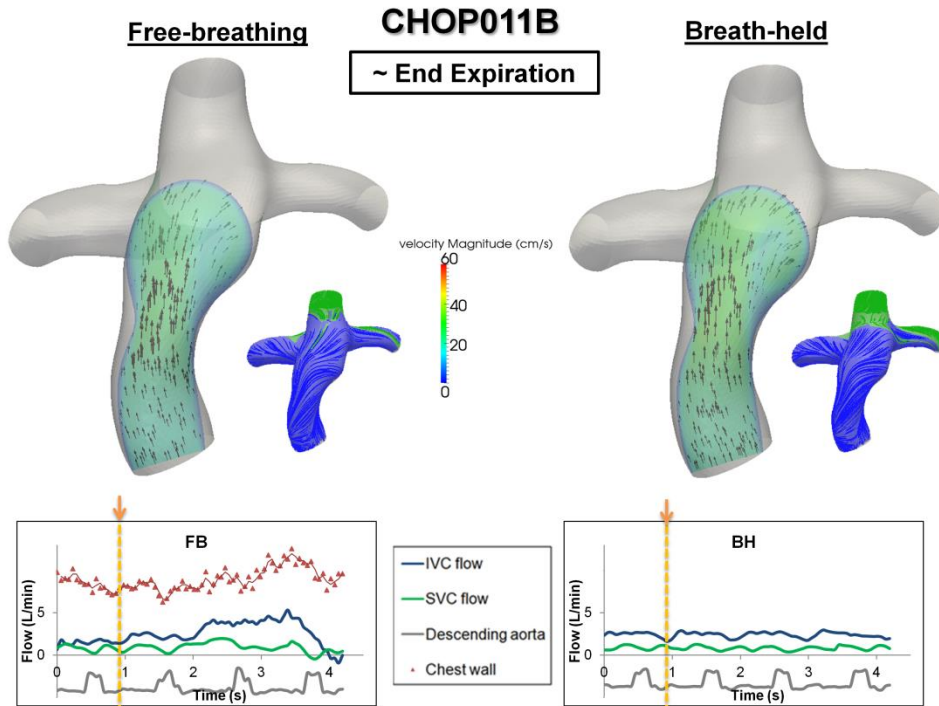 CHOP011B
Free-breathing
Breath-held
~ End Expiration
velocity Magnitude (cm/s)
60
40
20
0
FB
Flow (L/min)
5
0
0 1 2 3 4
Time (s)
IVC flow
SVC flow
Descending aorta
Chest wall
BH
Flow (L/min)
5
0
0 1 2 3 4
Time (s)